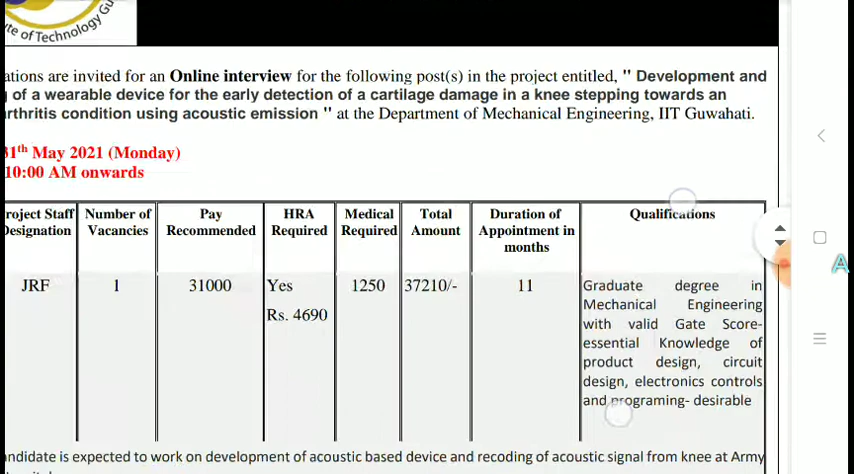 te of Technology Gu
ations are invited for an Online interview for the following post(s) in the project entitled, " Development and
of a wearable device for the early detection of a cartilage damage in a knee stepping towards an
rthritis condition using acoustic emission " at the Department of Mechanical Engineering, IIT Guwahati.
31th May 2021 (Monday)
10:00 AM onwards
roject Staff Designation
Number of Vacancies
Pay Recommended
HRA Required
Medical Required
Total Amount
Duration of Appointment in months
Qualifications
JRF
1
31000
Yes
Rs. 4690
1250
37210/-
11
Graduate degree in
Mechanical Engineering
with valid Gate Score-
essential Knowledge of
product design, circuit
design, electronics controls
and programing- desirable
andidate is expected to work on development of acoustic based device and recoding of acoustic signal from knee at Army
A